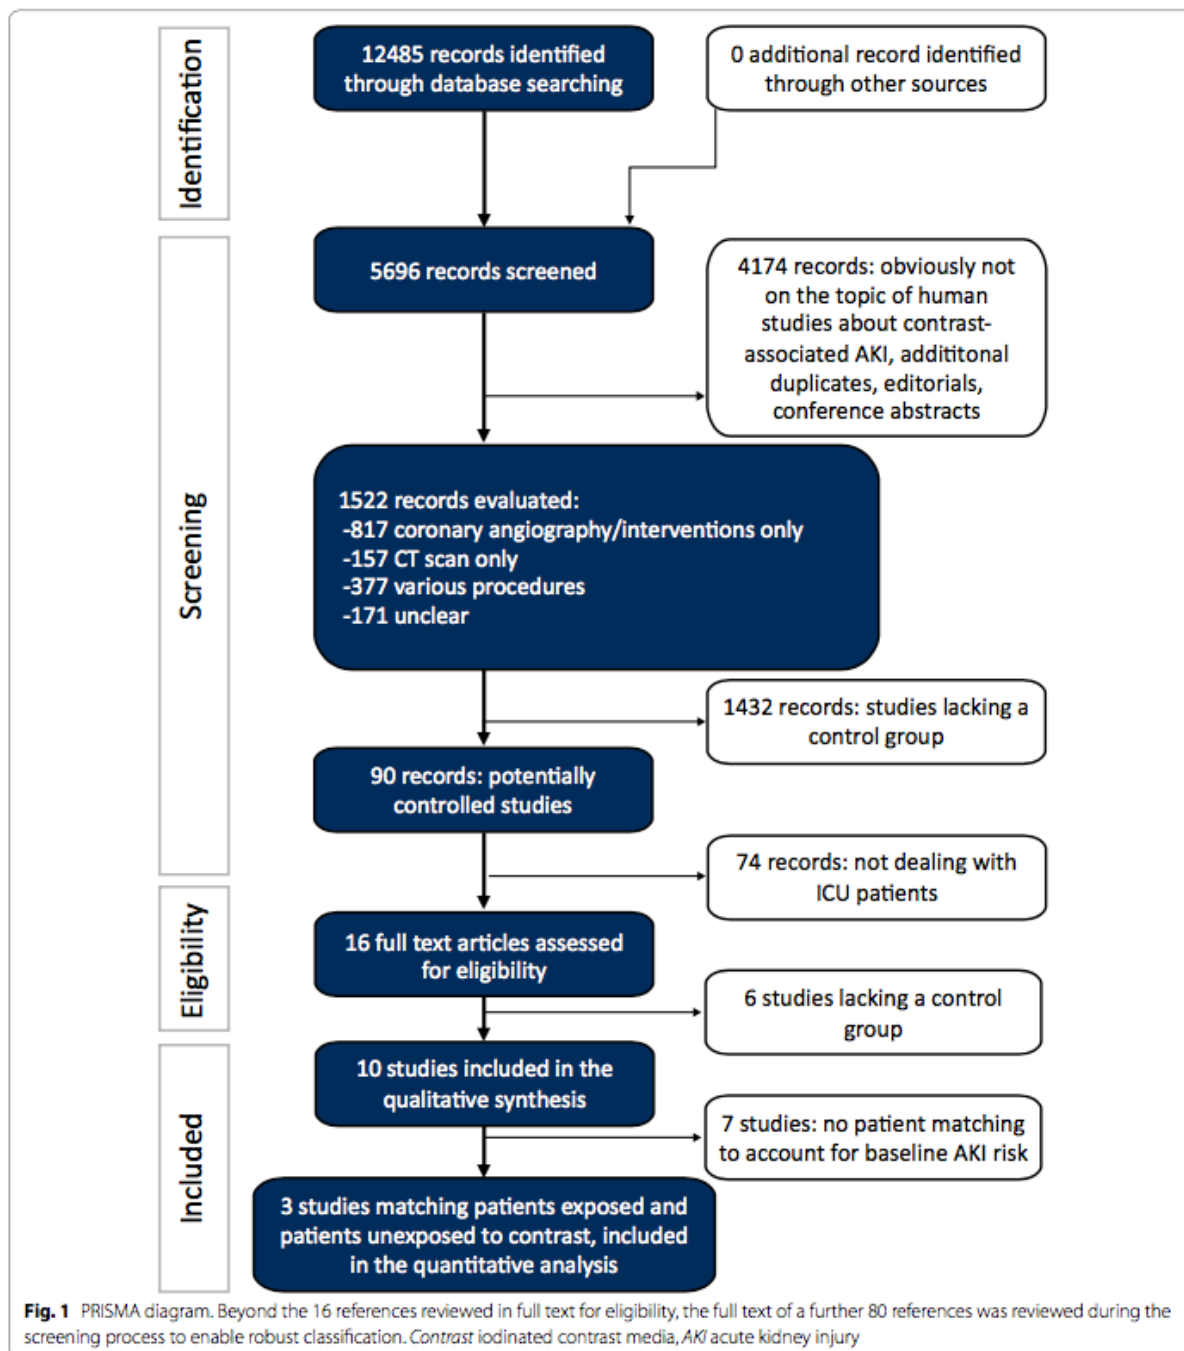 Identification
12485 records identified
through database searching
0 additional record identified
through other sources
Screening
5696 records screened
4174 records: obviously not
on the topic of human
studies about contrast-
associated AKI, addititonal
duplicates, editorials,
conference abstracts
1522 records evaluated:
-817 coronary angiography/interventions only
-157 CT scan only
-377 various procedures
-171 unclear
1432 records: studies lacking a
control group
90 records: potentially
controlled studies
74 records: not dealing with
ICU patients
Eligibility
16 full text articles assessed
for eligibility
6 studies lacking a control
group
Included
10 studies included in the
qualitative synthesis
7 studies: no patient matching
to account for baseline AKI risk
3 studies matching patients exposed and
patients unexposed to contrast, included
in the quantitative analysis
Fig. 1 PRISMA diagram. Beyond the 16 references reviewed in full text for eligibility, the full text of a further 80 references was reviewed during the
screening process to enable robust classification. Contrast iodinated contrast media, AKI acute kidney injury